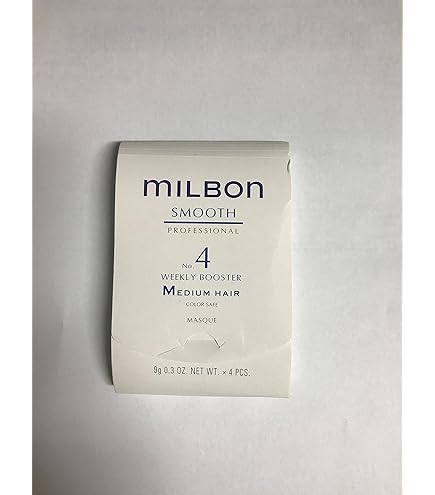 miLBON
SMOOTH
PROFESSIONAL
No. 4
WEEKLY BOOSTER
MEDIUM HAIR
COLOR SAFE
MASQUE
9g 0.3 OZ. NET WT. × 4 PCS.